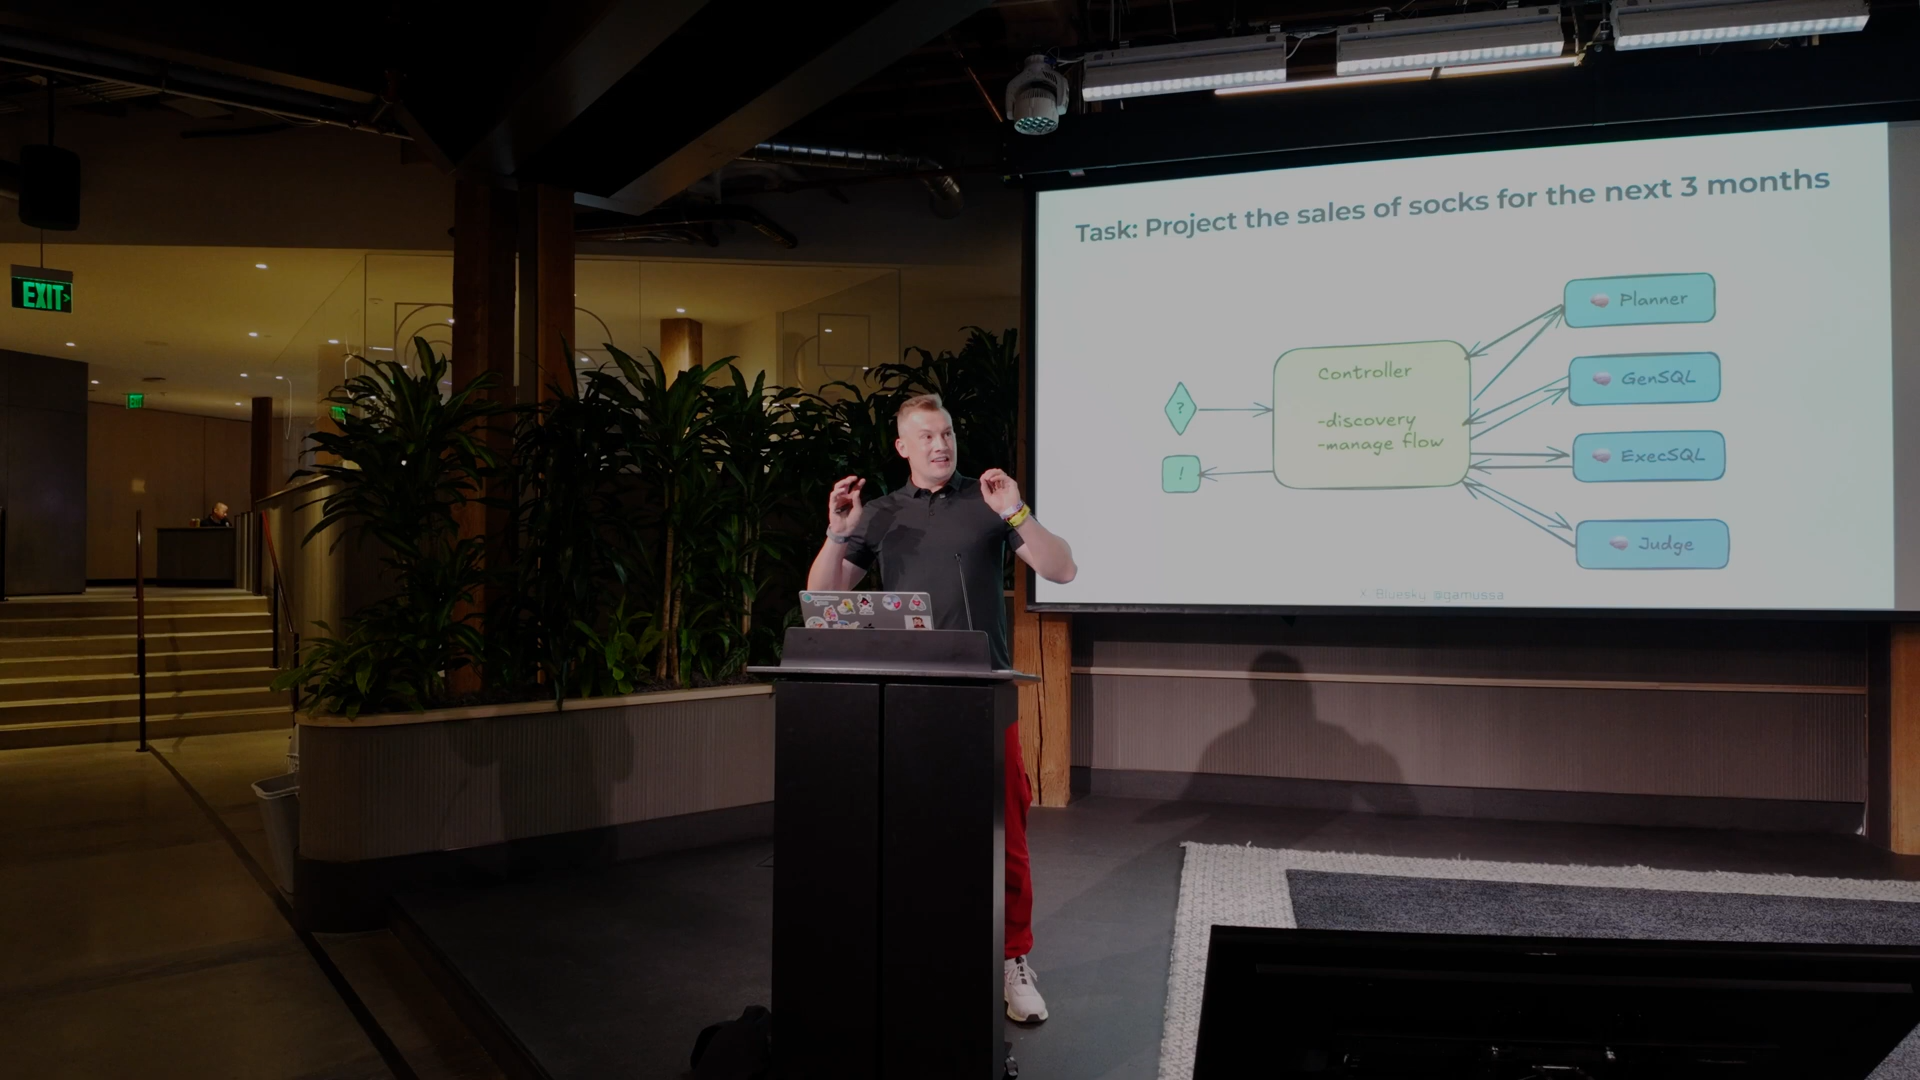 EXIT
Task: Project the sales of socks for the next 3 months
Planner
GenSQL
ExecSQL
Judge
Controller
-discovery
-manage flow
?
!
X Bluesky: @gamussa